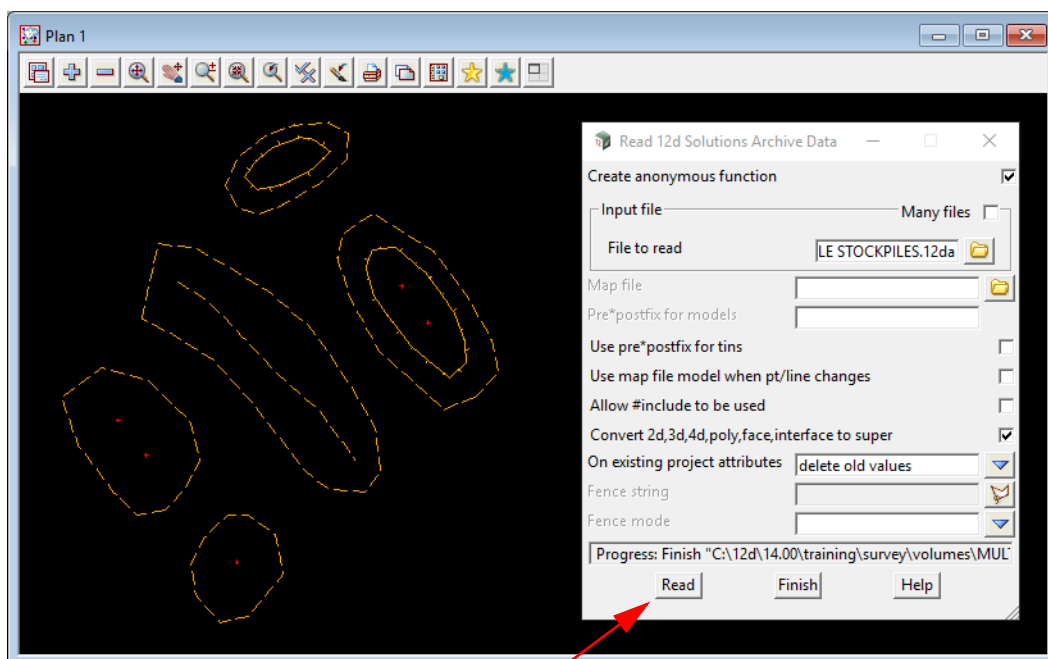 Plan 1
Read 12d Solutions Archive Data
Create anonymous function
Input file
Many files
File to read
LE STOCKPILES.12da
Map file
Pre*postfix for models
Use pre*postfix for tins
Use map file model when pt/line changes
Allow #include to be used
Convert 2d,3d,4d,poly,face,interface to super
On existing project attributes
delete old values
Fence string
Fence mode
Progress: Finish "C:\12d\14.00\training\survey\volumes\MUL
Read
Finish
Help